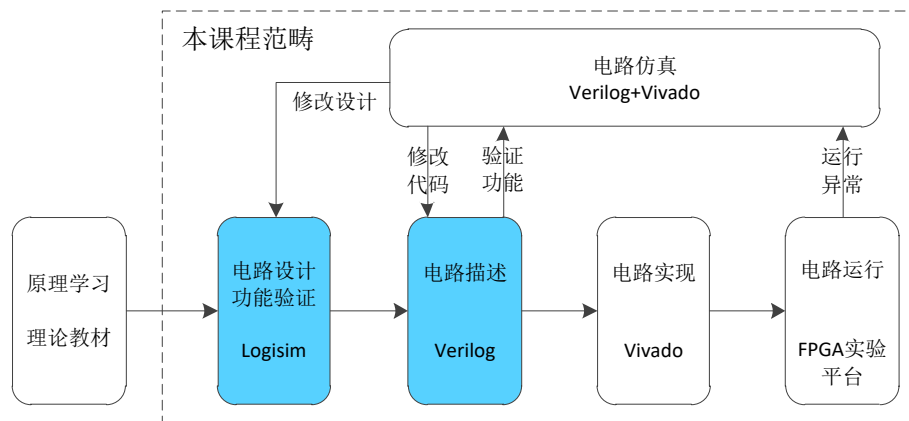 本课程范畴
电路仿真
Verilog+Vivado
修改设计
修改
代码
验证
功能
运行
异常
原理学习
理论教材
电路设计
功能验证
Logisim
电路描述
Verilog
电路实现
Vivado
电路运行
FPGA实验
平台